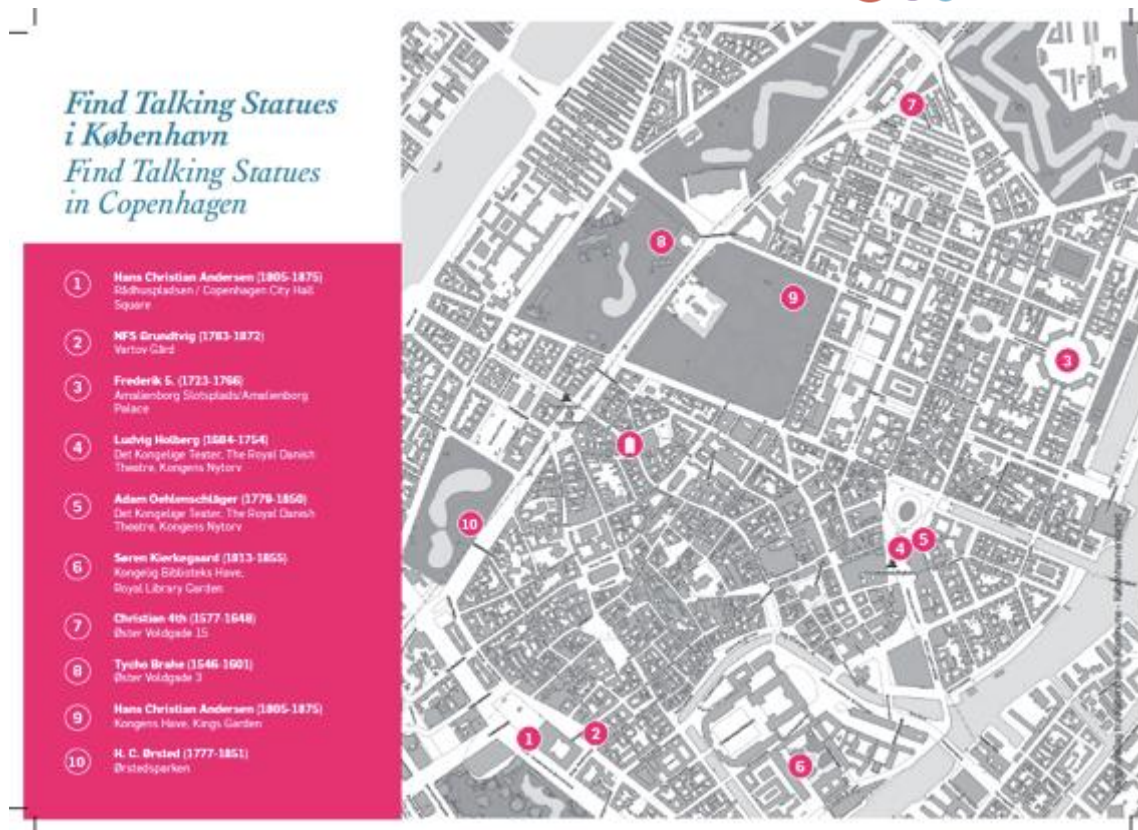 Find Talking Statues
i København
Find Talking Statues
in Copenhagen
1
Hans Christian Andersen (1805-1875)
Rådhuspladsen / Copenhagen City Hall
Square
2
NFS Grundtvig (1783-1872)
Vartov Gård
3
Frederik 5. (1723-1766)
Amalienborg Slotsplads/Amalienborg
Palace
4
Ludvig Holberg (1684-1754)
Det Kongelige Teater, The Royal Danish
Theatre, Kongens Nytorv
5
Adam Oehlenschläger (1779-1850)
Det Kongelige Teater, The Royal Danish
Theatre, Kongens Nytorv
6
Søren Kierkegaard (1813-1855)
Kongelig Biblioteks Have,
Royal Library Garden
7
Christian 4th (1577-1648)
Øster Voldgade 15
8
Tycho Brahe (1546-1601)
Øster Voldgade 3
9
Hans Christian Andersen (1805-1875)
Kongens Have, Kings Garden
10
H. C. Ørsted (1777-1851)
Ørstedsparken
7
8
9
3
10
5
4
1
2
6